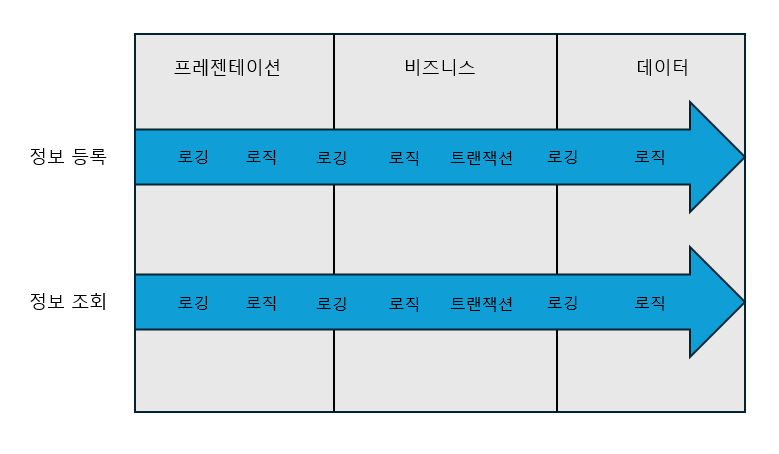 프레젠테이션 비즈니스 데이터
정보 등록 로깅 로직 로깅 로직 트랜잭션 로깅 로직
정보 조회 로깅 로직 로깅 로직 트랜잭션 로깅 로직